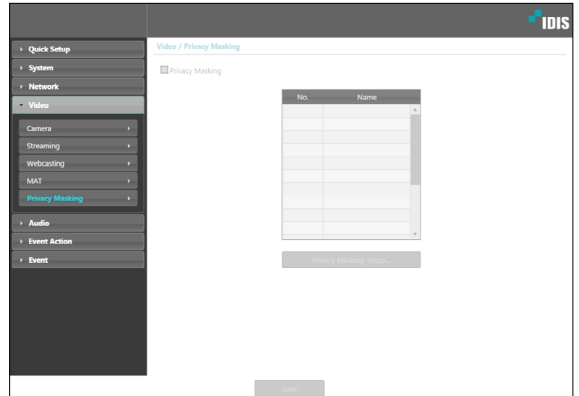 IDIS
Quick Setup
System
Network
Video
Camera
Streaming
Webcasting
MAT
Privacy Masking
Audio
Event Action
Event
Video / Privacy Masking
Privacy Masking
No. Name
Privacy Masking Setup...
Save